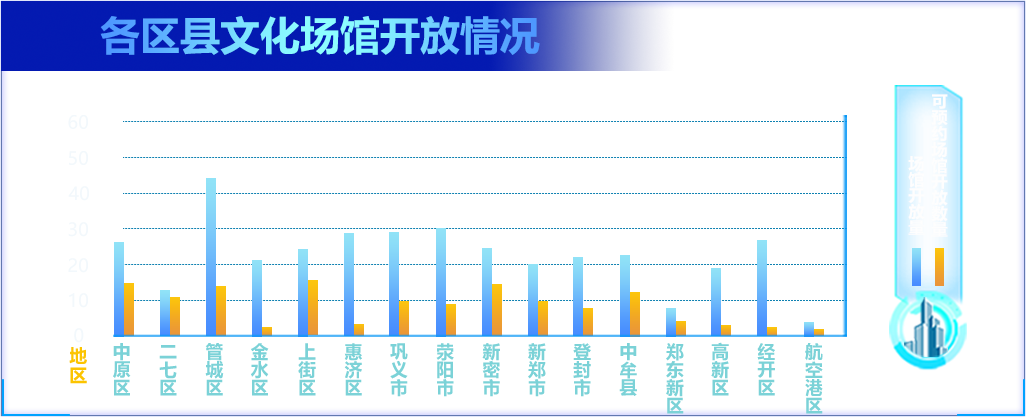 各区县文化场馆开放情况
60
50
40
30
20
10
0
地区
中原区
二七区
管城区
金水区
上街区
惠济区
巩义市
荥阳市
新密市
新郑市
登封市
中牟县
郑东新区
高新区
经开区
航空港区